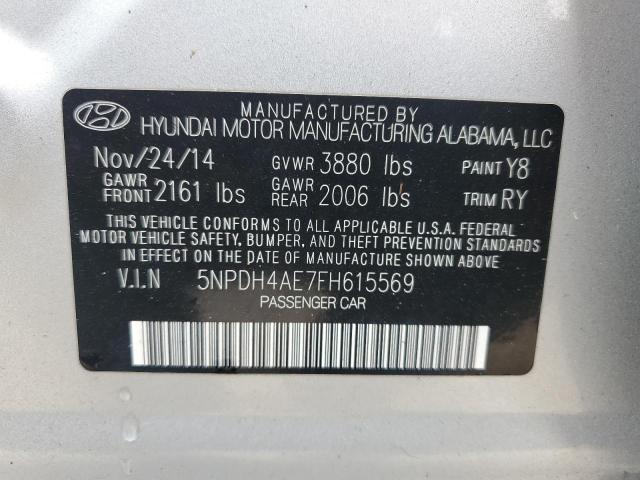 MANUFACTURED BY
HYUNDAI MOTOR MANUFACTURING ALABAMA, LLC
Nov/24/14 GVWR 3880 lbs PAINT Y8
GAWR FRONT 2161 lbs GAWR REAR 2006 lbs TRIM RY
THIS VEHICLE CONFORMS TO ALL APPLICABLE U.S.A. FEDERAL
MOTOR VEHICLE SAFETY, BUMPER, AND THEFT PREVENTION STANDARDS
IN EFFECT ON THE DATE OF MANUFACTURE SHOWN ABOVE.
V.I.N 5NPDH4AE7FH615569
PASSENGER CAR